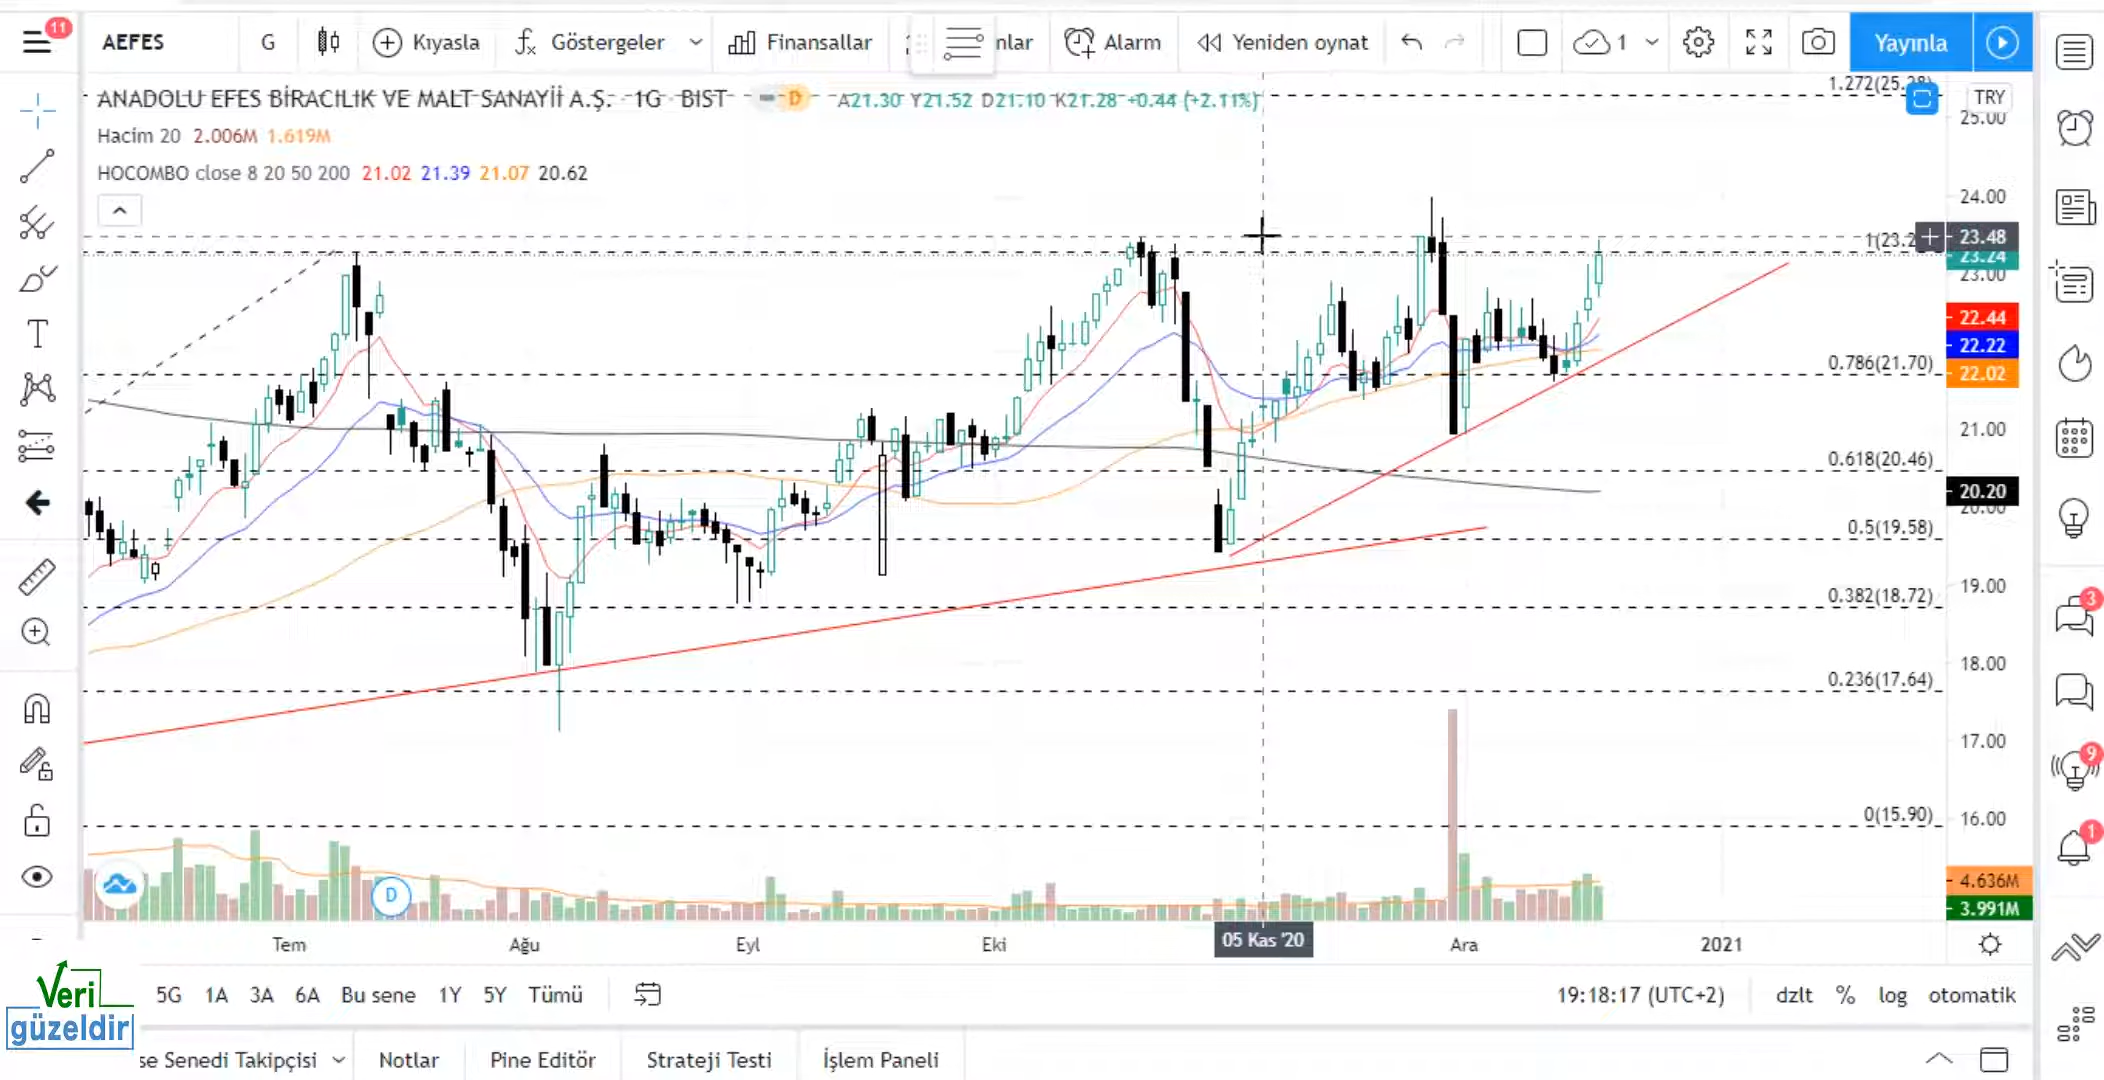 11
AEFES
G
Kıyasla
Göstergeler
Finansallar
nlar
Alarm
Yeniden oynat
1
Yayınla
ANADOLU EFES BİRACILIK VE MALT SANAYİİ A.Ş. · 1G · BIST
D
A21.30 Y21.52 D21.10 K21.28 +0.44 (+2.11%)
1.272(25.28)
TRY
25.00
Hacim 20 2.006M 1.619M
HOCOMBO close 8 20 50 200 21.02 21.39 21.07 20.62
24.00
23.48
23.24
23.00
22.44
22.22
0.786(21.70)
22.02
21.00
0.618(20.46)
20.20
20.00
0.5(19.58)
19.00
0.382(18.72)
3
18.00
0.236(17.64)
17.00
9
0(15.90)
16.00
1
4.636M
D
3.991M
Tem
Ağu
Eyl
Eki
05 Kas '20
Ara
2021
Veri
güzeldir
5G 1A 3A 6A Bu sene 1Y 5Y Tümü
19:18:17 (UTC+2)
dzlt % log otomatik
se Senedi Takipçisi
Notlar
Pine Editör
Strateji Testi
İşlem Paneli